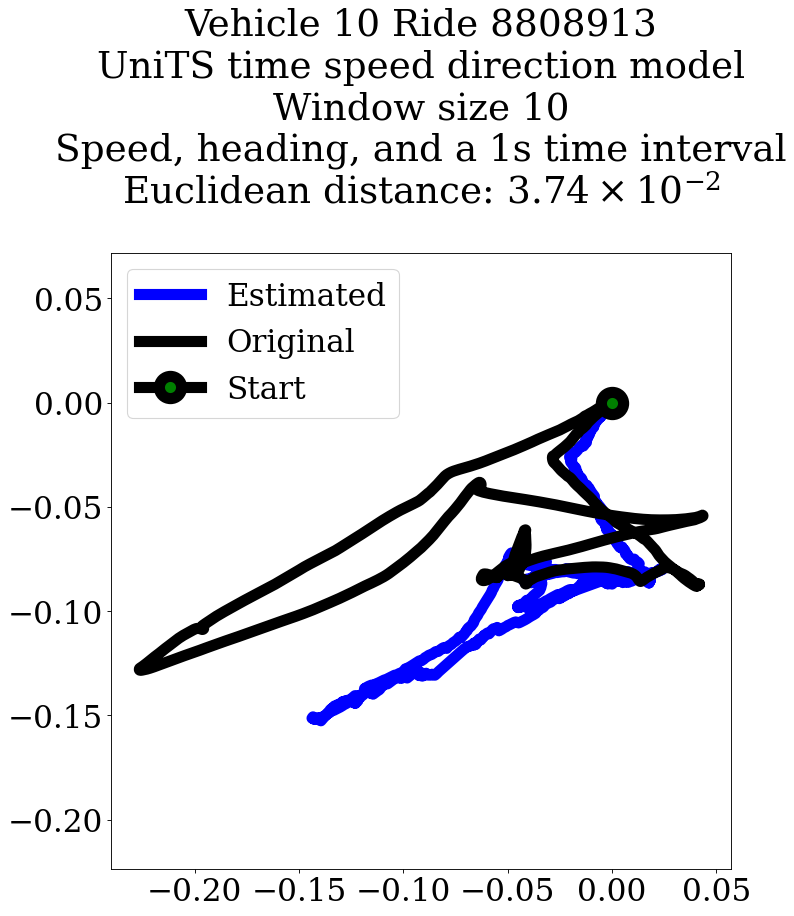 Vehicle 10 Ride 8808913
UniTS time speed direction model
Window size 10
Speed, heading, and a 1s time interval
Euclidean distance: 3.74 × 10⁻²
Estimated
Original
Start
0.05
0.00
−0.05
−0.10
−0.15
−0.20
−0.20 −0.15 −0.10 −0.05 0.00 0.05